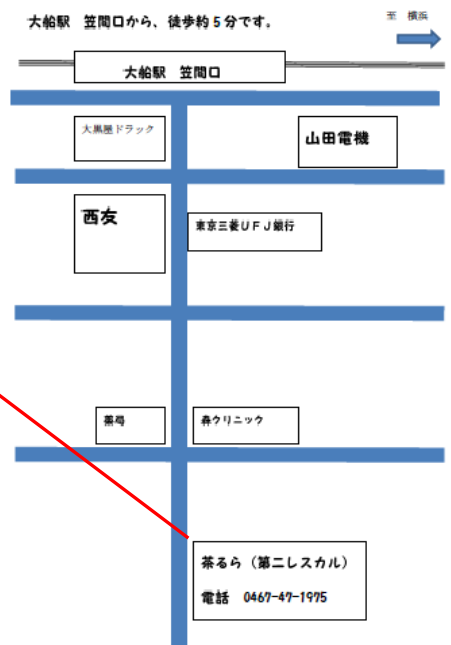 大船駅 笠間口から、徒歩約5分です。
至 横浜
大船駅 笠間口
大黒屋ドラック
山田電機
西友
東京三菱UFJ銀行
薬局
森クリニック
茶るら（第二レスカル）
電話 0467-47-1975